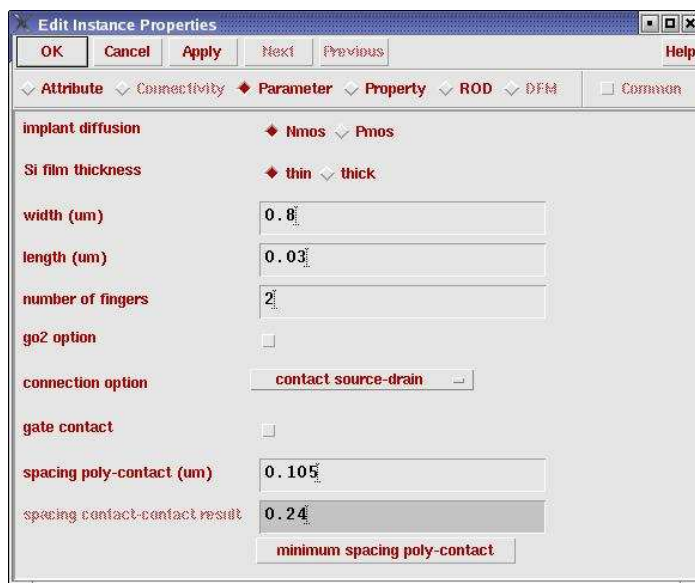 Edit Instance Properties
OK Cancel Apply Next Previous Help
Attribute Connectivity Parameter Property ROD DFM Common
implant diffusion Nmos Pmos
Si film thickness thin thick
width (um) 0.8
length (um) 0.03
number of fingers 2
go2 option
connection option contact source-drain
gate contact
spacing poly-contact (um) 0.105
spacing contact-contact result 0.24
minimum spacing poly-contact